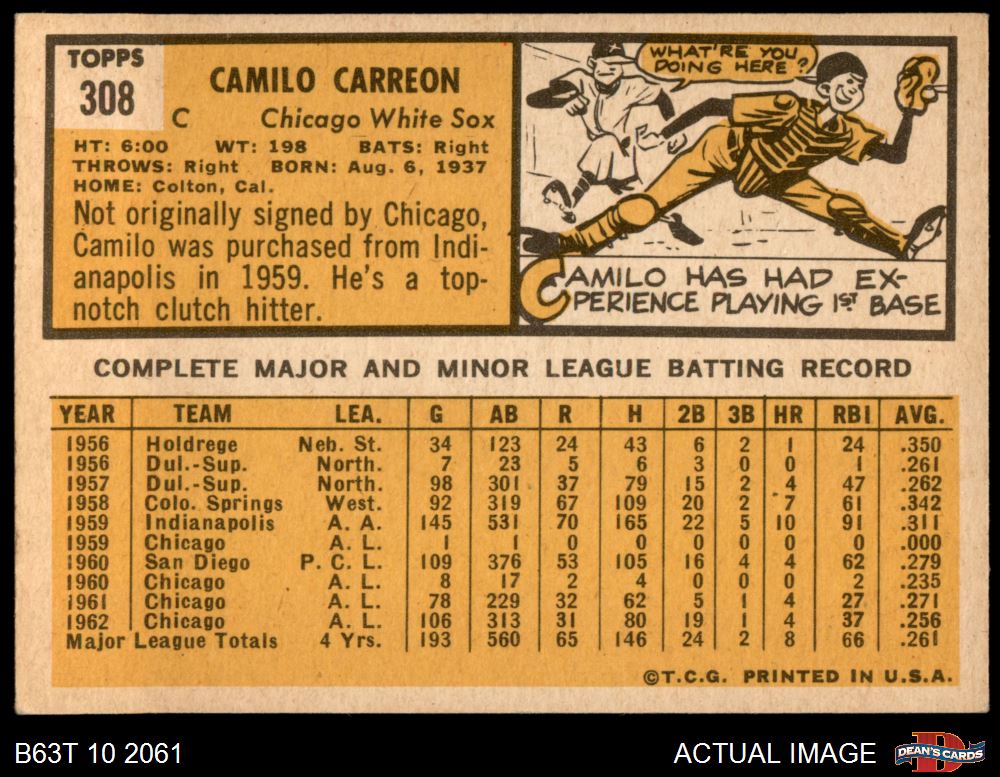 TOPPS
308
CAMILO CARREON
C Chicago White Sox
HT: 6:00 WT: 198 BATS: Right
THROWS: Right BORN: Aug. 6, 1937
HOME: Colton, Cal.
Not originally signed by Chicago,
Camilo was purchased from Indi-
anapolis in 1959. He's a top-
notch clutch hitter.
WHAT'RE YOU
DOING HERE?
CAMILO HAS HAD EX-
PERIENCE PLAYING 1ST BASE
COMPLETE MAJOR AND MINOR LEAGUE BATTING RECORD
YEAR TEAM LEA. G AB R H 2B 3B HR RBI AVG.
1956 Holdrege Neb. St. 34 123 24 43 6 2 1 24 .350
1956 Dul.-Sup. North. 7 23 5 6 3 0 0 1 .261
1957 Dul.-Sup. North. 98 301 37 79 15 2 4 47 .262
1958 Colo. Springs West. 92 319 67 109 20 2 7 61 .342
1959 Indianapolis A. A. 145 531 70 165 22 5 10 91 .311
1959 Chicago A. L. 1 1 0 0 0 0 0 0 .000
1960 San Diego P. C. L. 109 376 53 105 16 4 4 62 .279
1960 Chicago A. L. 8 17 2 4 0 0 0 2 .235
1961 Chicago A. L. 78 229 32 62 5 1 4 27 .271
1962 Chicago A. L. 106 313 31 80 19 1 4 37 .256
Major League Totals 4 Yrs. 193 560 65 146 24 2 8 66 .261
©T.C.G. PRINTED IN U.S.A.
B63T 10 2061
ACTUAL IMAGE
DEAN'S CARDS